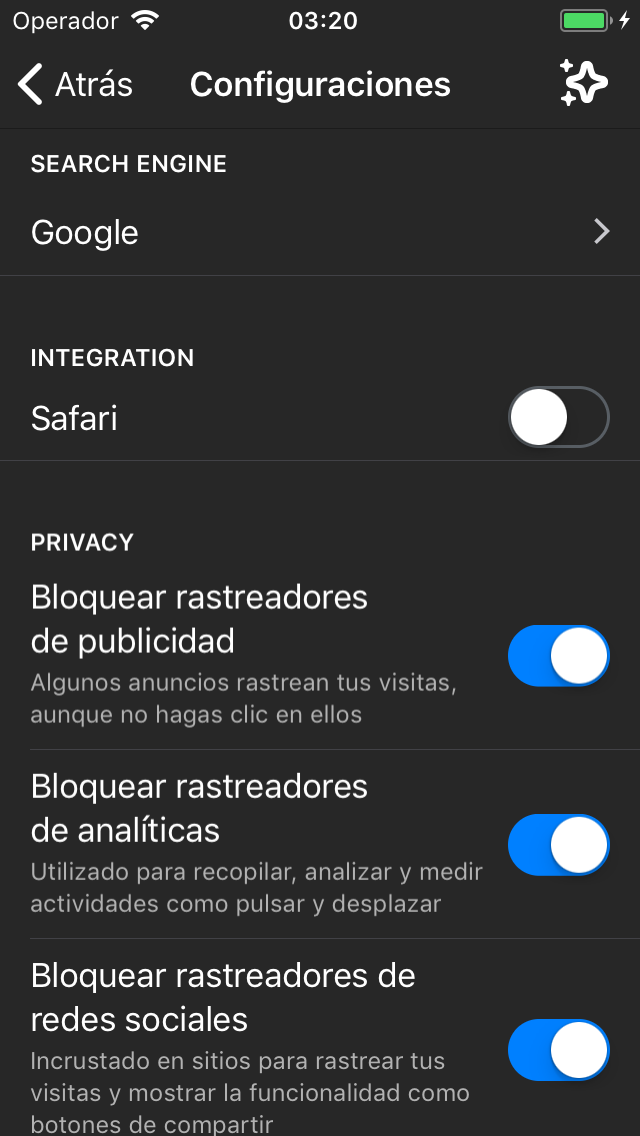 Operador 03:20
Atrás Configuraciones
SEARCH ENGINE
Google
INTEGRATION
Safari
PRIVACY
Bloquear rastreadores
de publicidad
Algunos anuncios rastrean tus visitas,
aunque no hagas clic en ellos
Bloquear rastreadores
de analíticas
Utilizado para recopilar, analizar y medir
actividades como pulsar y desplazar
Bloquear rastreadores de
redes sociales
Incrustado en sitios para rastrear tus
visitas y mostrar la funcionalidad como
botones de compartir